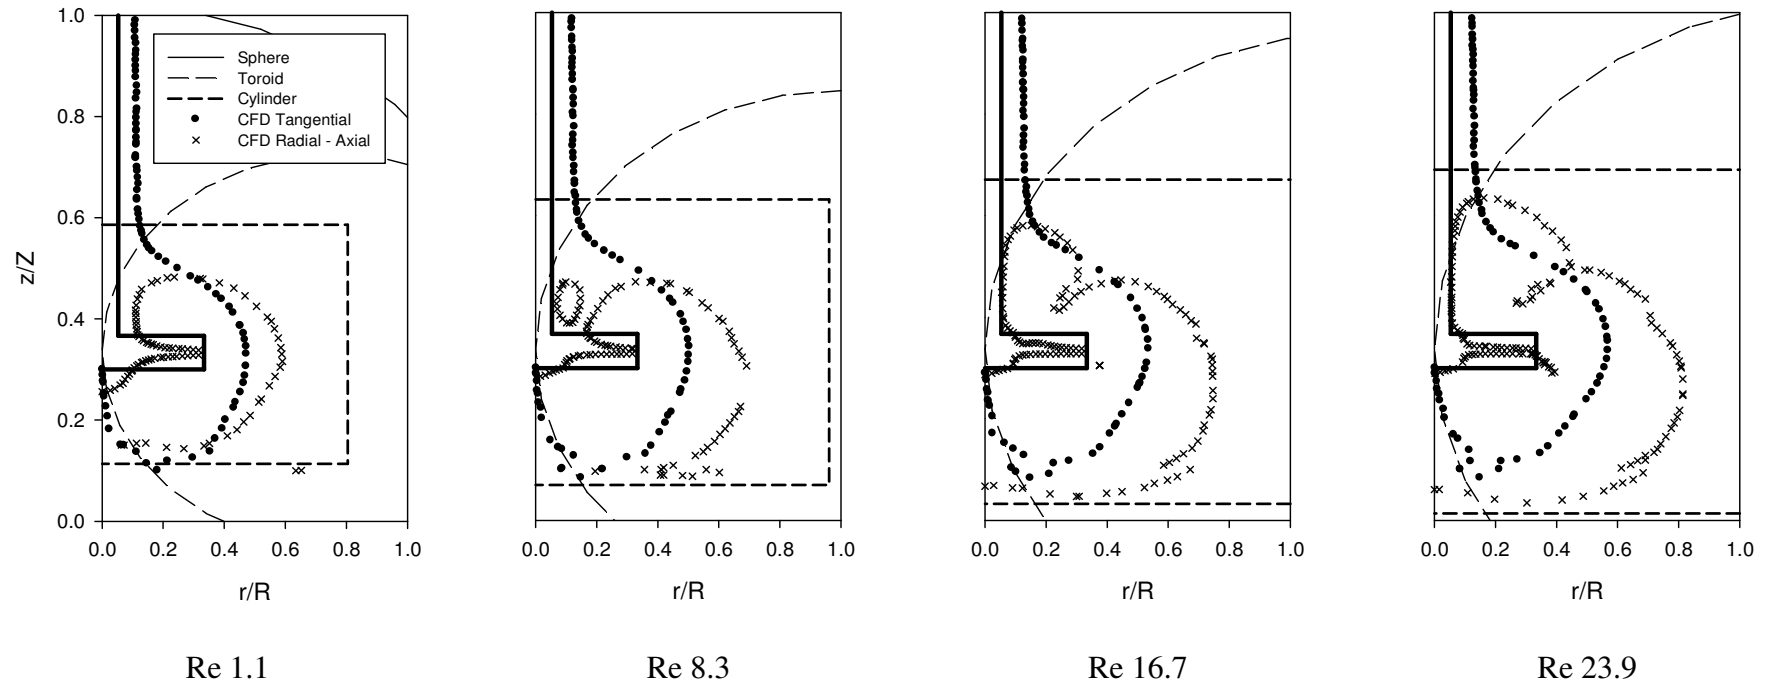 Sphere
Toroid
Cylinder
CFD Tangential
CFD Radial - Axial
z/Z
1.0
0.8
0.6
0.4
0.2
0.0
0.0 0.2 0.4 0.6 0.8 1.0
0.0 0.2 0.4 0.6 0.8 1.0
0.0 0.2 0.4 0.6 0.8 1.0
0.0 0.2 0.4 0.6 0.8 1.0
r/R r/R r/R r/R
Re 1.1 Re 8.3 Re 16.7 Re 23.9